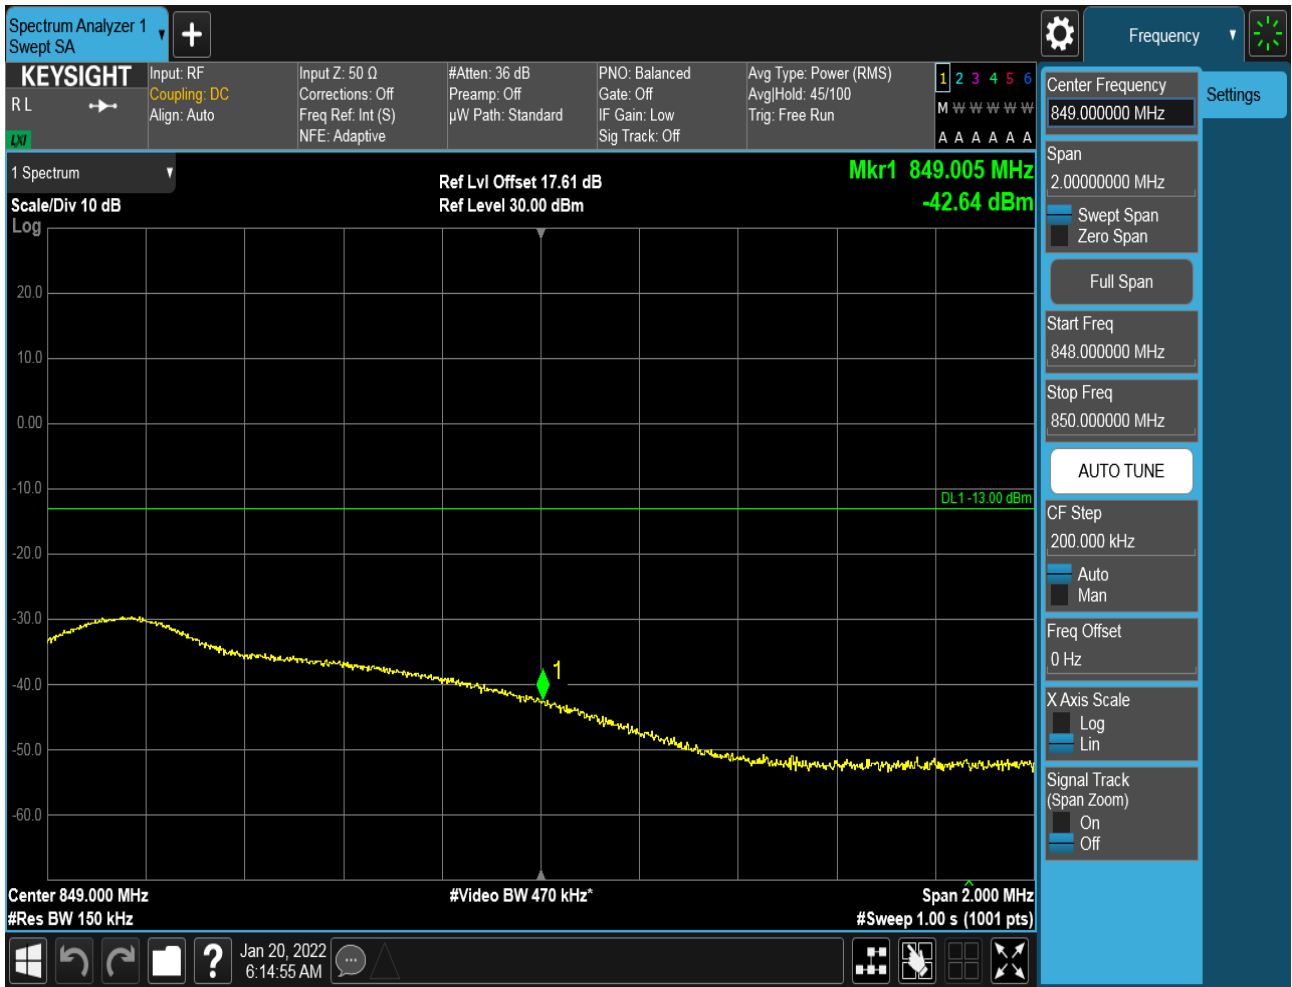 Spectrum Analyzer 1
Swept SA
Frequency
KEYSIGHT
R L
LXI
Input: RF
Coupling: DC
Align: Auto
Input Z: 50 Ω
Corrections: Off
Freq Ref: Int (S)
NFE: Adaptive
#Atten: 36 dB
Preamp: Off
µW Path: Standard
PNO: Balanced
Gate: Off
IF Gain: Low
Sig Track: Off
Avg Type: Power (RMS)
Avg|Hold: 45/100
Trig: Free Run
1 2 3 4 5 6
M W W W W W
A A A A A A
1 Spectrum
Scale/Div 10 dB
Log
Ref Lvl Offset 17.61 dB
Ref Level 30.00 dBm
Mkr1 849.005 MHz
-42.64 dBm
20.0
10.0
0.00
-10.0
-20.0
-30.0
-40.0
-50.0
-60.0
DL1 -13.00 dBm
1
Center 849.000 MHz
#Res BW 150 kHz
#Video BW 470 kHz*
Span 2.000 MHz
#Sweep 1.00 s (1001 pts)
Center Frequency
849.000000 MHz
Settings
Span
2.00000000 MHz
Swept Span
Zero Span
Full Span
Start Freq
848.000000 MHz
Stop Freq
850.000000 MHz
AUTO TUNE
CF Step
200.000 kHz
Auto
Man
Freq Offset
0 Hz
X Axis Scale
Log
Lin
Signal Track
(Span Zoom)
On
Off
?
Jan 20, 2022
6:14:55 AM